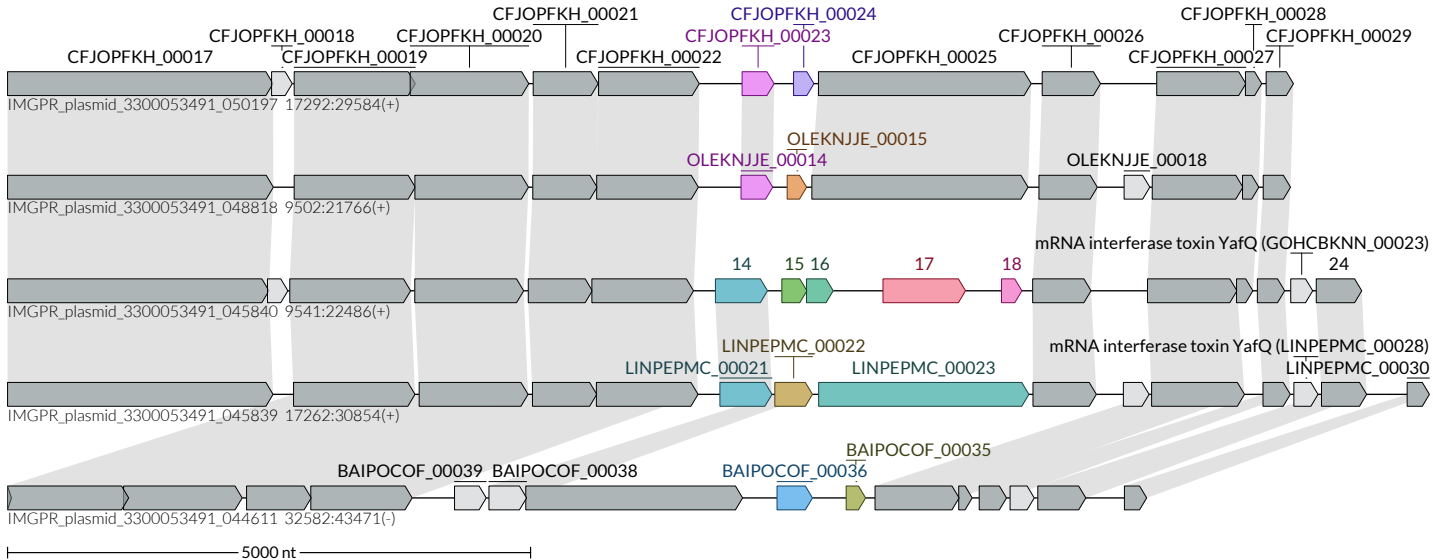 CFJOPFKH_00021 CFJOPFKH_00024 CFJOPFKH_00028
CFJOPFKH_00018 CFJOPFKH_00020 CFJOPFKH_00023 CFJOPFKH_00026 CFJOPFKH_00029
CFJOPFKH_00017 CFJOPFKH_00019 CFJOPFKH_00022 CFJOPFKH_00025 CFJOPFKH_00027
IMGPR_plasmid_3300053491_050197 17292:29584(+)
OLEKNJJE_00015
OLEKNJJE_00014 OLEKNJJE_00018
IMGPR_plasmid_3300053491_048818 9502:21766(+)
mRNA interferase toxin YafQ (GOHCBKNN_00023)
14 15 16 17 18 24
IMGPR_plasmid_3300053491_045840 9541:22486(+)
LINPEPMC_00022 mRNA interferase toxin YafQ (LINPEPMC_00028)
LINPEPMC_00021 LINPEPMC_00023 LINPEPMC_00030
IMGPR_plasmid_3300053491_045839 17262:30854(+)
BAIPOCOF_00035
BAIPOCOF_00039 BAIPOCOF_00038 BAIPOCOF_00036
IMGPR_plasmid_3300053491_044611 32582:43471(-)
5000 nt